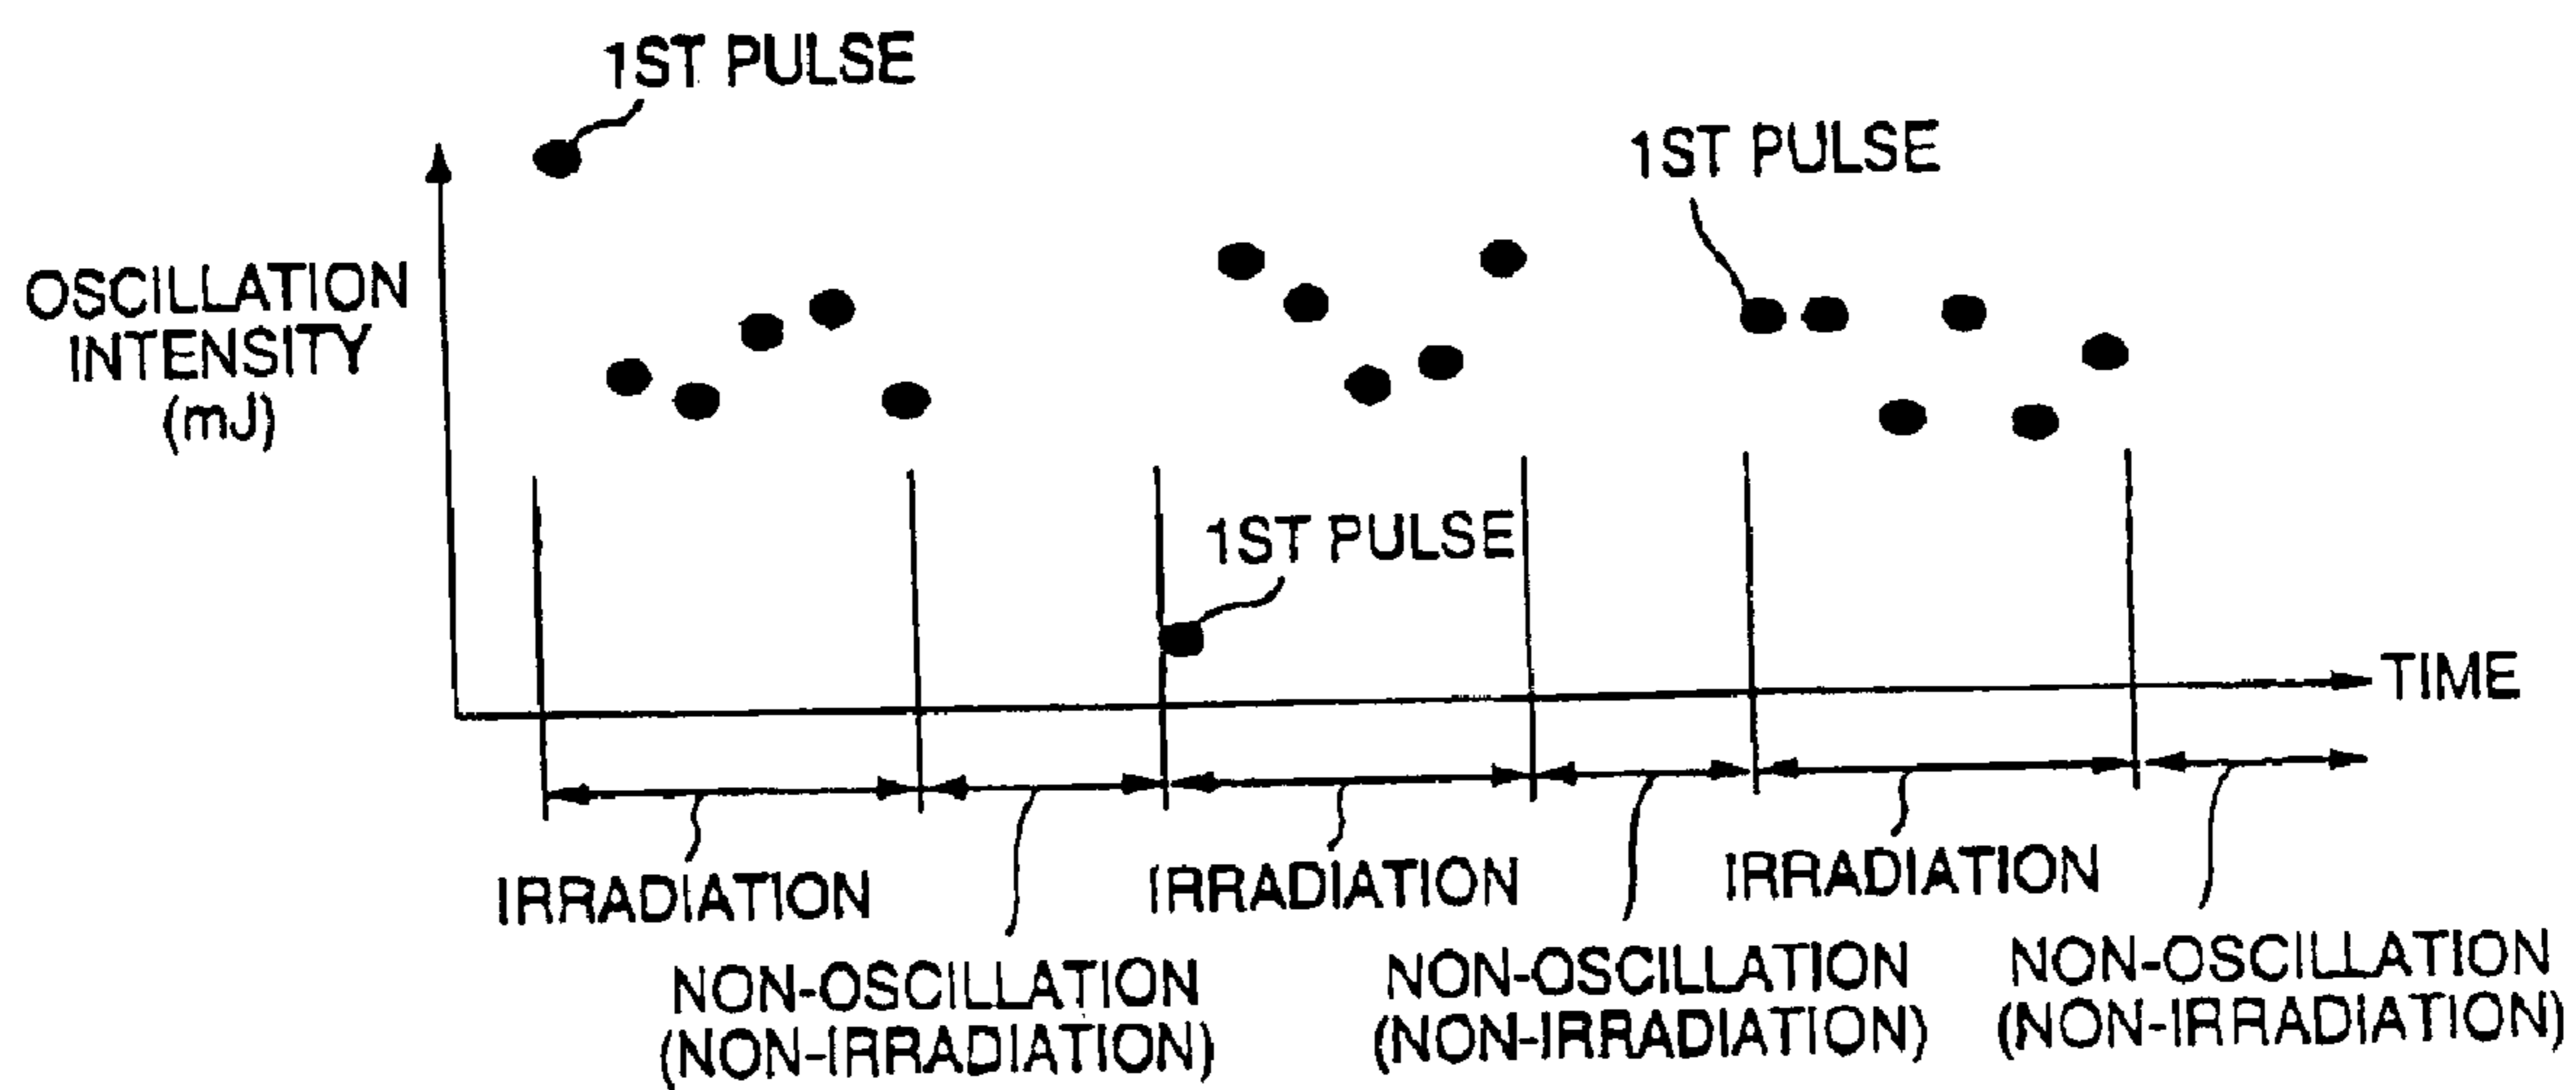 1ST PULSE
1ST PULSE
OSCILLATION
INTENSITY
(mJ)
1ST PULSE
TIME
IRRADIATION
IRRADIATION
IRRADIATION
NON-OSCILLATION
(NON-IRRADIATION)
NON-OSCILLATION
(NON-IRRADIATION)
NON-OSCILLATION
(NON-IRRADIATION)